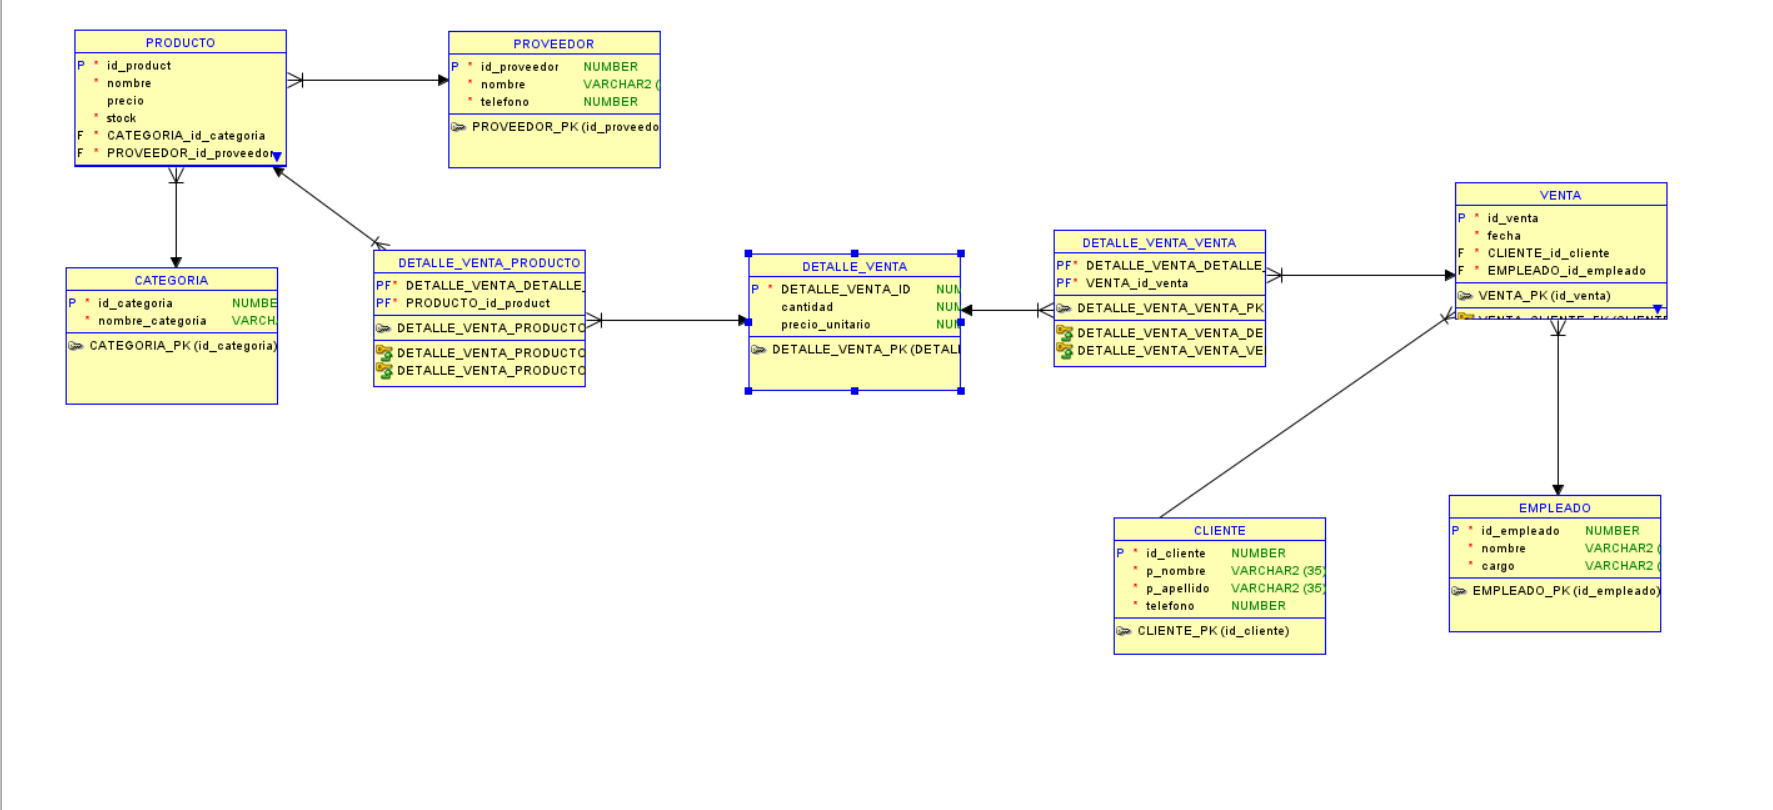 PRODUCTO
P * id_product
* nombre
precio
* stock
F * CATEGORIA_id_categoria
F * PROVEEDOR_id_proveedor
PROVEEDOR
P * id_proveedor NUMBER
* nombre VARCHAR2 (
* telefono NUMBER
PROVEEDOR_PK (id_proveedo
CATEGORIA
P * id_categoria NUMBE
* nombre_categoria VARCH
CATEGORIA_PK (id_categoria)
DETALLE_VENTA_PRODUCTO
PF* DETALLE_VENTA_DETALLE_
PF* PRODUCTO_id_product
DETALLE_VENTA_PRODUCTO
DETALLE_VENTA_PRODUCTO
DETALLE_VENTA_PRODUCTO
DETALLE_VENTA
P * DETALLE_VENTA_ID NUM
cantidad NUM
precio_unitario NUM
DETALLE_VENTA_PK (DETALL
DETALLE_VENTA_VENTA
PF* DETALLE_VENTA_DETALLE_
PF* VENTA_id_venta
DETALLE_VENTA_VENTA_PK
DETALLE_VENTA_VENTA_DE
DETALLE_VENTA_VENTA_VE
VENTA
P * id_venta
* fecha
F * CLIENTE_id_cliente
F * EMPLEADO_id_empleado
VENTA_PK (id_venta)
CLIENTE
P * id_cliente NUMBER
* p_nombre VARCHAR2 (35)
* p_apellido VARCHAR2 (35)
* telefono NUMBER
CLIENTE_PK (id_cliente)
EMPLEADO
P * id_empleado NUMBER
* nombre VARCHAR2 (
* cargo VARCHAR2 (
EMPLEADO_PK (id_empleado)